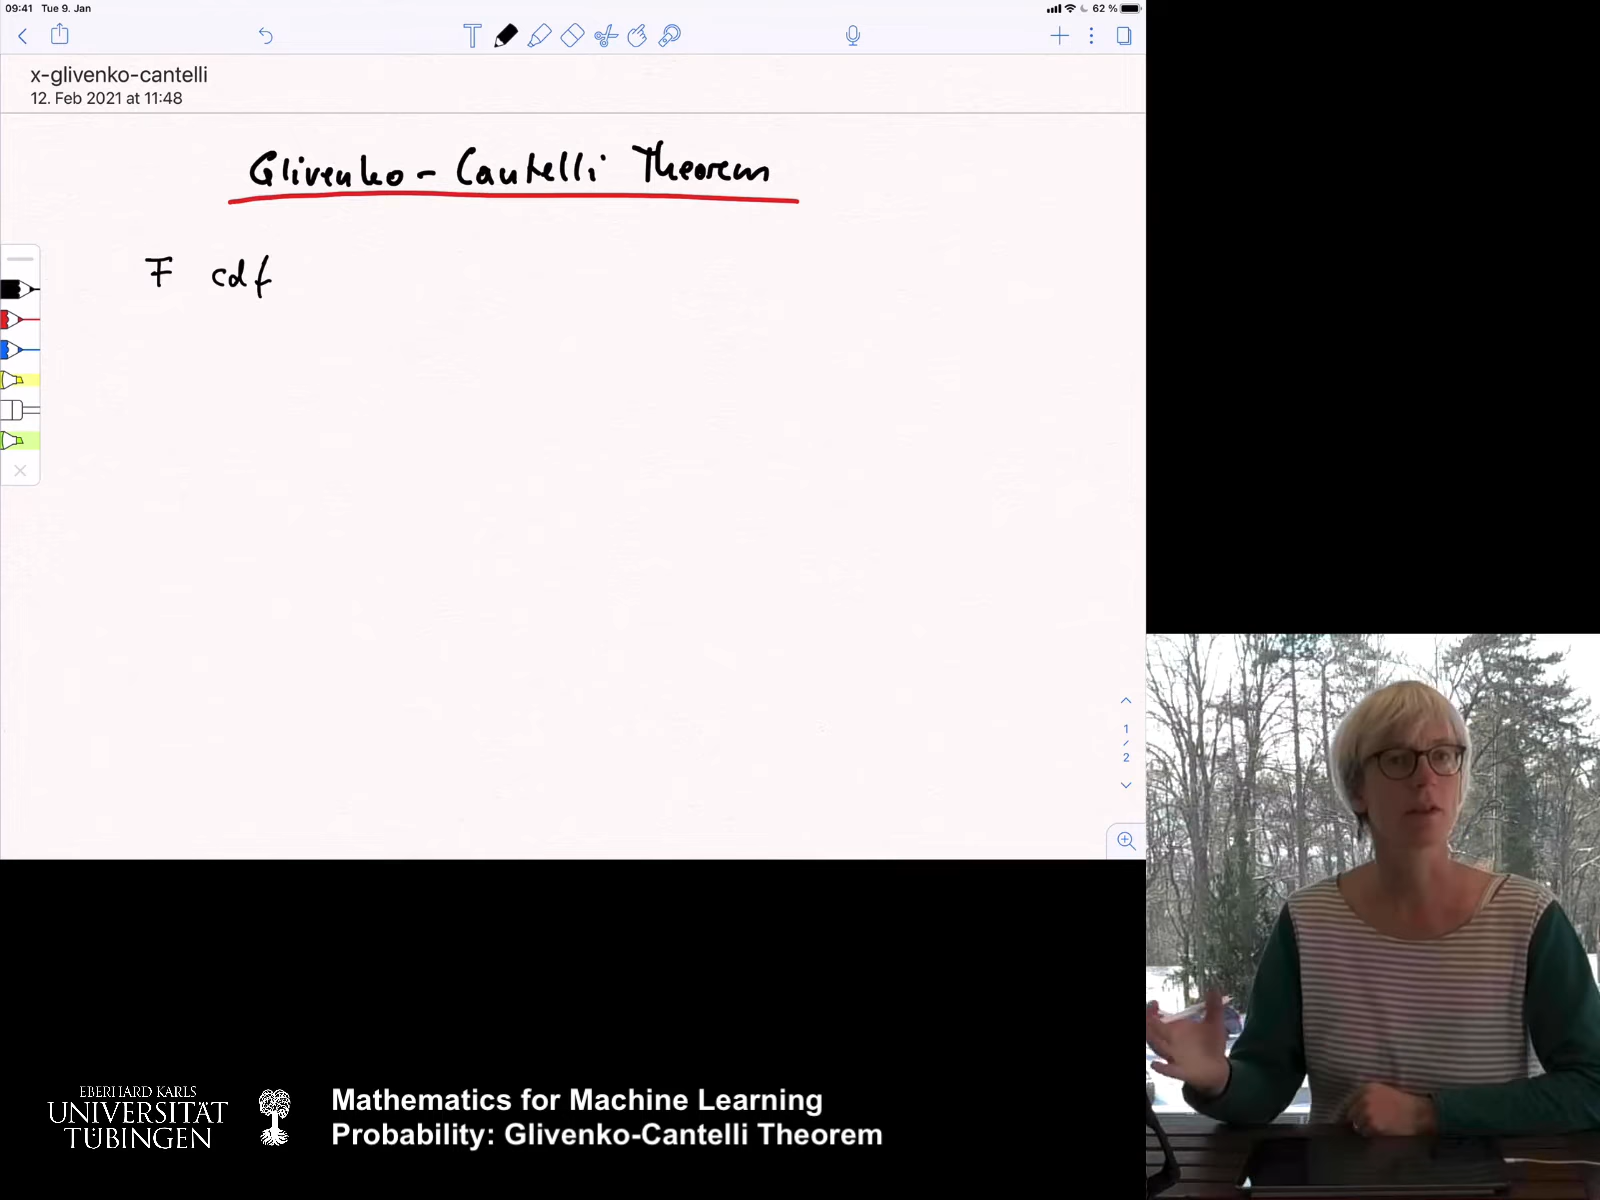 09:41 Tue 9. Jan
62 %
x-glivenko-cantelli
12. Feb 2021 at 11:48
Glivenko - Cantelli Theorem
F cdf
1
/
2
EBERHARD KARLS
UNIVERSITÄT
TÜBINGEN
Mathematics for Machine Learning
Probability: Glivenko-Cantelli Theorem